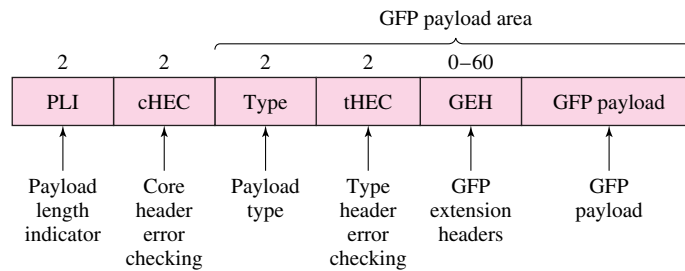 GFP payload area
2 2 2 2 0–60
PLI cHEC Type tHEC GEH GFP payload
Payload length indicator
Core header error checking
Payload type
Type header error checking
GFP extension headers
GFP payload